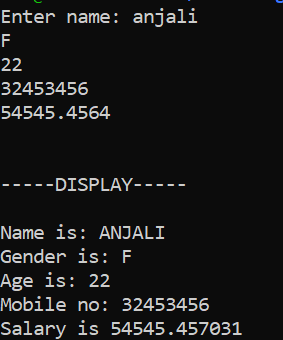 Enter name: anjali
F
22
32453456
54545.4564
-----DISPLAY-----
Name is: ANJALI
Gender is: F
Age is: 22
Mobile no: 32453456
Salary is 54545.457031